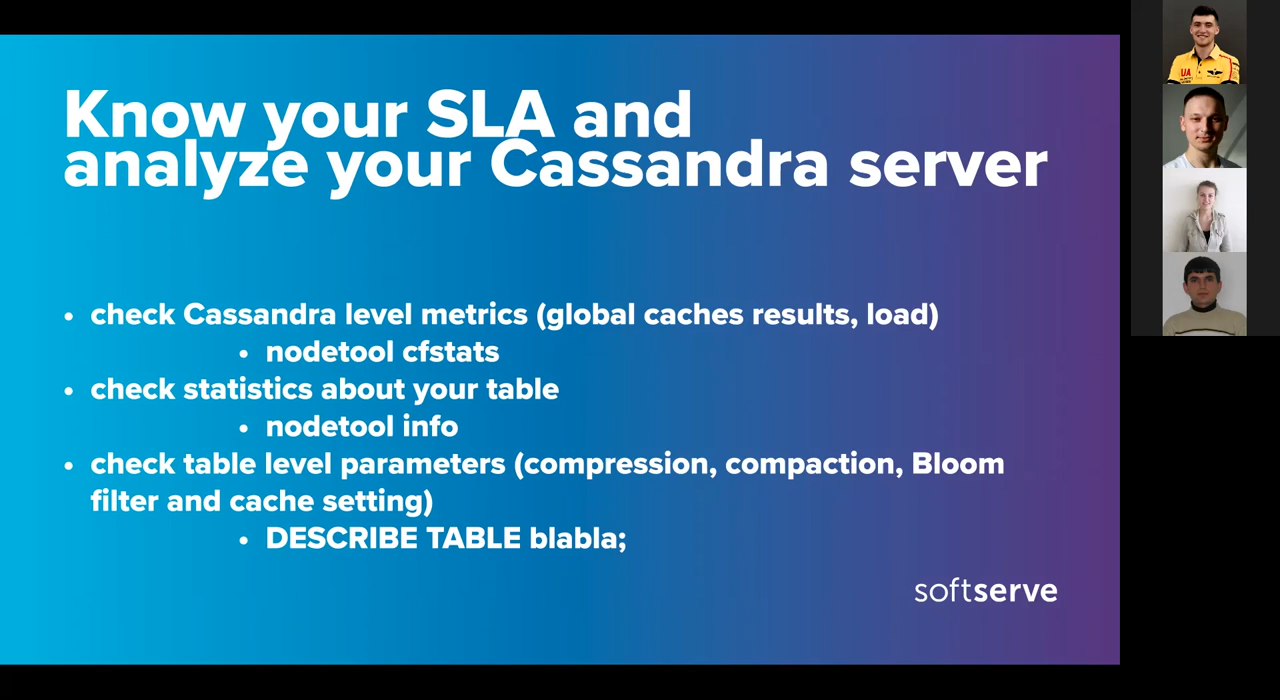 Know your SLA and
analyze your Cassandra server
• check Cassandra level metrics (global caches results, load)
• nodetool cfstats
• check statistics about your table
• nodetool info
• check table level parameters (compression, compaction, Bloom
filter and cache setting)
• DESCRIBE TABLE blabla;
softserve
UA